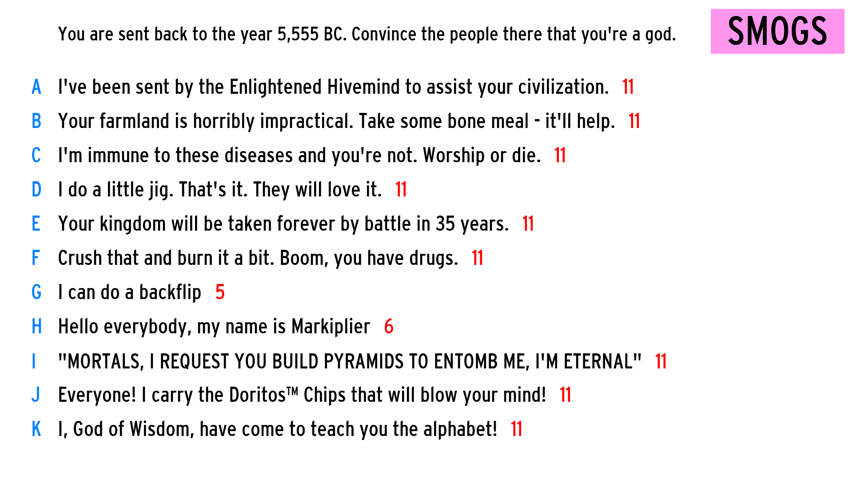 You are sent back to the year 5,555 BC. Convince the people there that you're a god.
SMOGS
A I've been sent by the Enlightened Hivemind to assist your civilization. 11
B Your farmland is horribly impractical. Take some bone meal - it'll help. 11
C I'm immune to these diseases and you're not. Worship or die. 11
D I do a little jig. That's it. They will love it. 11
E Your kingdom will be taken forever by battle in 35 years. 11
F Crush that and burn it a bit. Boom, you have drugs. 11
G I can do a backflip 5
H Hello everybody, my name is Markiplier 6
I "MORTALS, I REQUEST YOU BUILD PYRAMIDS TO ENTOMB ME, I'M ETERNAL" 11
J Everyone! I carry the Doritos™ Chips that will blow your mind! 11
K I, God of Wisdom, have come to teach you the alphabet! 11